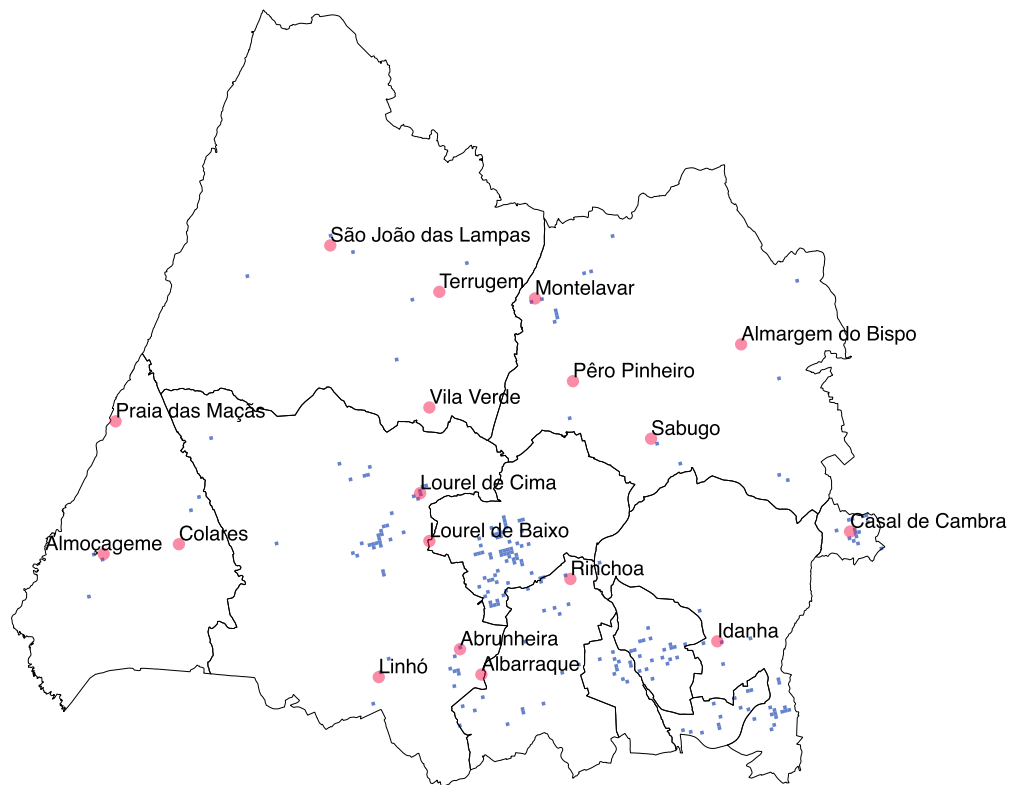 São João das Lampas
Terrugem
Montelavar
Almargem do Bispo
Pêro Pinheiro
Vila Verde
Praia das Maçãs
Sabugo
Lourel de Cima
Casal de Cambra
Lourel de Baixo
Colares
Almoçageme
Rinchoa
Idanha
Abrunheira
Albarraque
Linhó